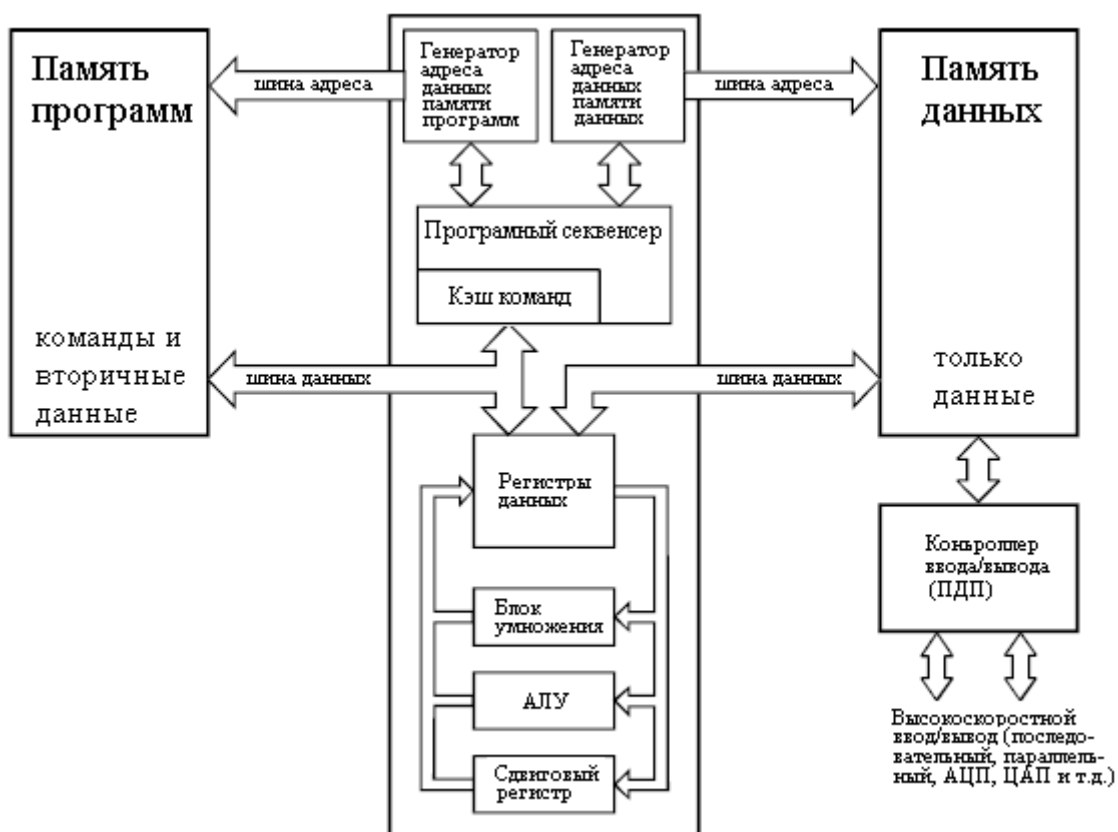 Память
программ
команды и
вторичные
данные
шина адреса
шина данных
Генератор
адреса
данных
памяти
программ
Генератор
адреса
данных
памяти
данных
Програмный секвенсер
Кэш команд
Регистры
данных
Блок
умножения
АЛУ
Сдвиговый
регистр
шина адреса
шина данных
Память
данных
только
данные
Коньроллер
ввода/вывода
(ПДП)
Высокоскоростной
ввод/вывод (последо-
вательный, параллель-
ный, АЦП, ЦАП и т.д.)